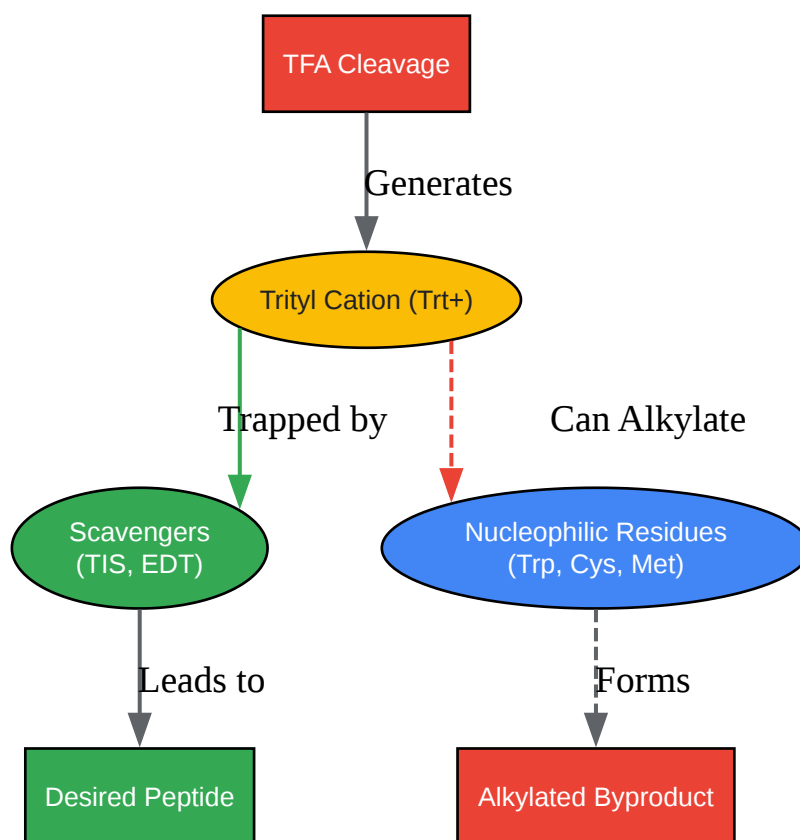 TFA Cleavage
Generates
Trityl Cation (Trt+)
Trapped by
Can Alkylate
Scavengers
(TIS, EDT)
Nucleophilic Residues
(Trp, Cys, Met)
Leads to
Forms
Desired Peptide
Alkylated Byproduct